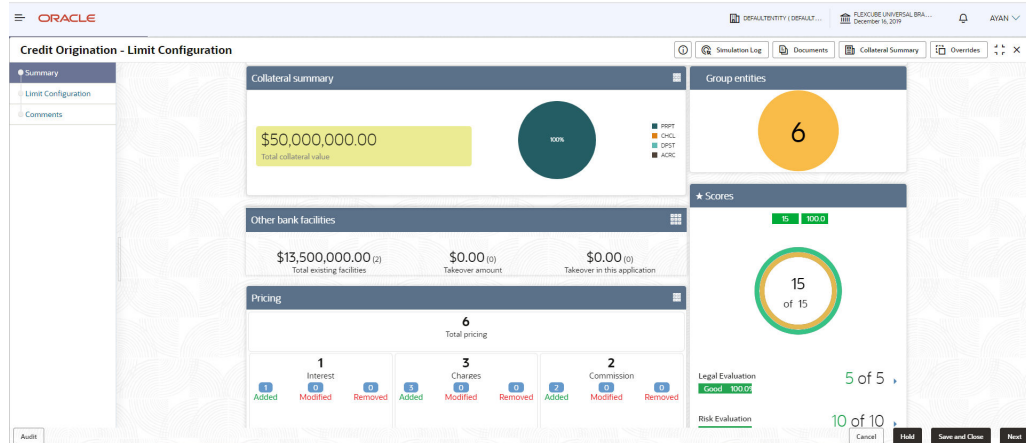 ORACLE
DEFAULTENTITY ( DEFAULT...
FLEXCUBE UNIVERSAL BRA...
December 16, 2019
AYAN
Credit Origination - Limit Configuration
Simulation Log
Documents
Collateral Summary
Overrides
Summary
Limit Configuration
Comments
Collateral summary
$50,000,000.00
Total collateral value
100%
PRPT
CHCL
DPST
ACRC
Group entities
6
Other bank facilities
$13,500,000.00 (2)
Total existing facilities
$0.00 (0)
Takeover amount
$0.00 (0)
Takeover in this application
Scores
15 100.0
15
of 15
Legal Evaluation
Good 100.0%
5 of 5
Risk Evaluation
10 of 10
Pricing
6
Total pricing
1
Interest
1 0 0
Added Modified Removed
3
Charges
3 0 0
Added Modified Removed
2
Commission
2 0 0
Added Modified Removed
Audit
Cancel
Hold
Save and Close
Next